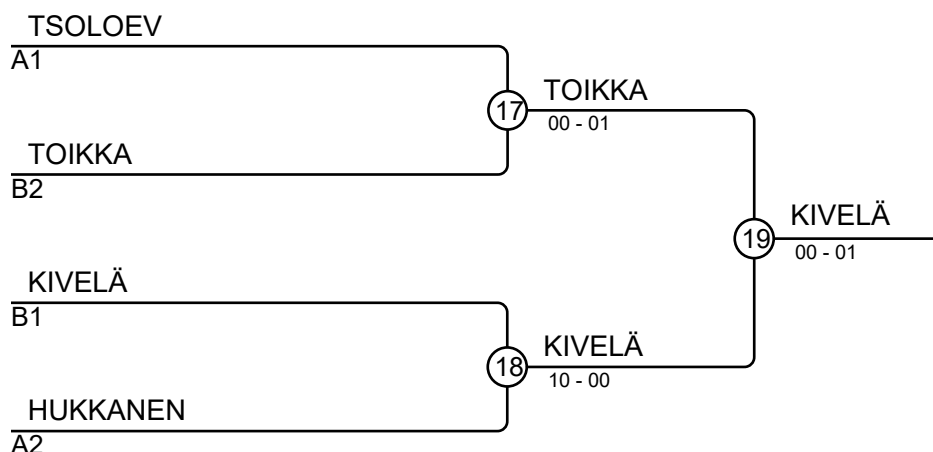 TSOLOEV
A1
17
TOIKKA
00 - 01
TOIKKA
B2
19
KIVELÄ
00 - 01
KIVELÄ
B1
18
KIVELÄ
10 - 00
HUKKANEN
A2